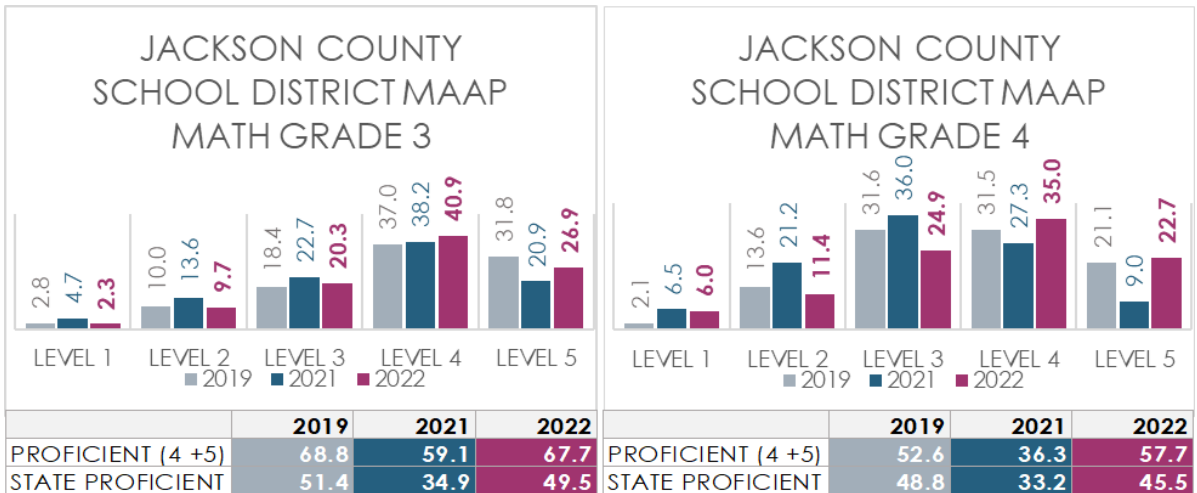 JACKSON COUNTY
SCHOOL DISTRICT MAAP
MATH GRADE 3
2.8 4.7 2.3 10.0 13.6 9.7 18.4 22.7 20.3 37.0 38.2 40.9 31.8 20.9 26.9
LEVEL 1 LEVEL 2 LEVEL 3 LEVEL 4 LEVEL 5
2019 2021 2022
2019 2021 2022
PROFICIENT (4 +5) 68.8 59.1 67.7
STATE PROFICIENT 51.4 34.9 49.5
JACKSON COUNTY
SCHOOL DISTRICT MAAP
MATH GRADE 4
2.1 6.5 6.0 13.6 21.2 11.4 31.6 36.0 24.9 31.5 27.3 35.0 21.1 9.0 22.7
LEVEL 1 LEVEL 2 LEVEL 3 LEVEL 4 LEVEL 5
2019 2021 2022
2019 2021 2022
PROFICIENT (4 +5) 52.6 36.3 57.7
STATE PROFICIENT 48.8 33.2 45.5